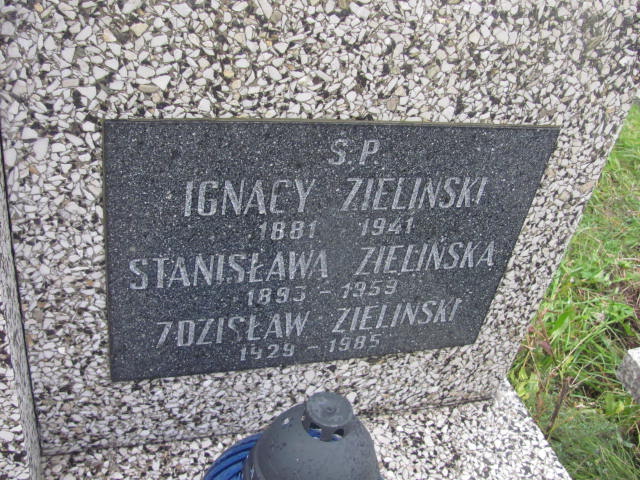 Ś.P.
IGNACY ZIELIŃSKI
1881 1941
STANISŁAWA ZIELIŃSKA
1893 - 1959
ZDZISŁAW ZIELIŃSKI
1929 - 1985